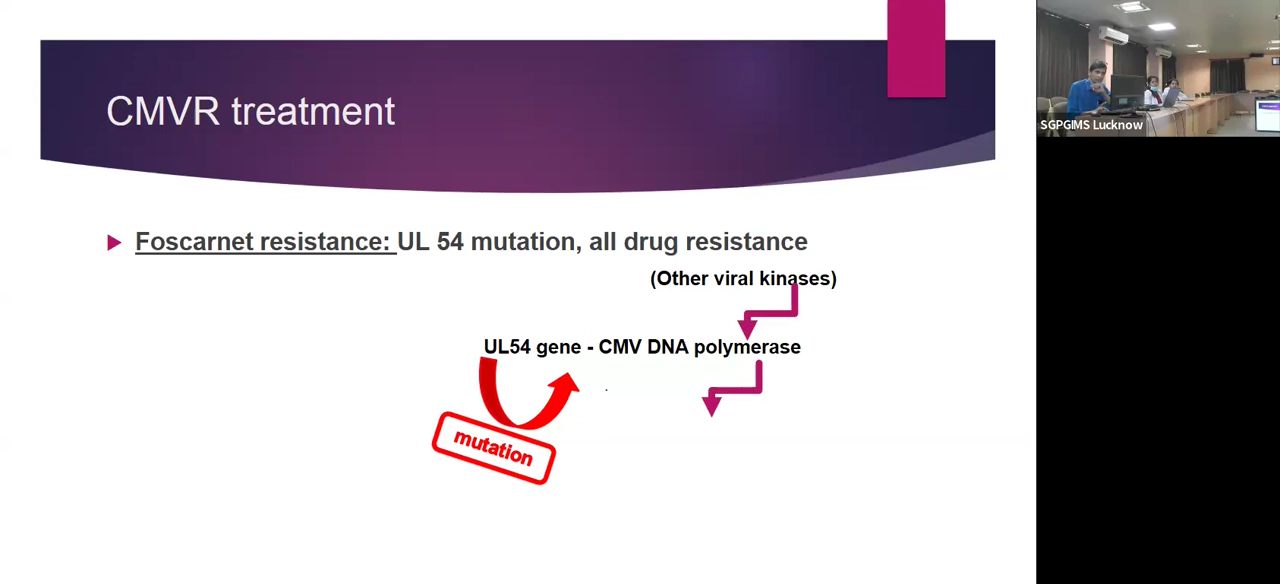 CMVR treatment
SGPGIMS Lucknow
Foscarnet resistance: UL 54 mutation, all drug resistance
(Other viral kinases)
UL54 gene - CMV DNA polymerase
mutation